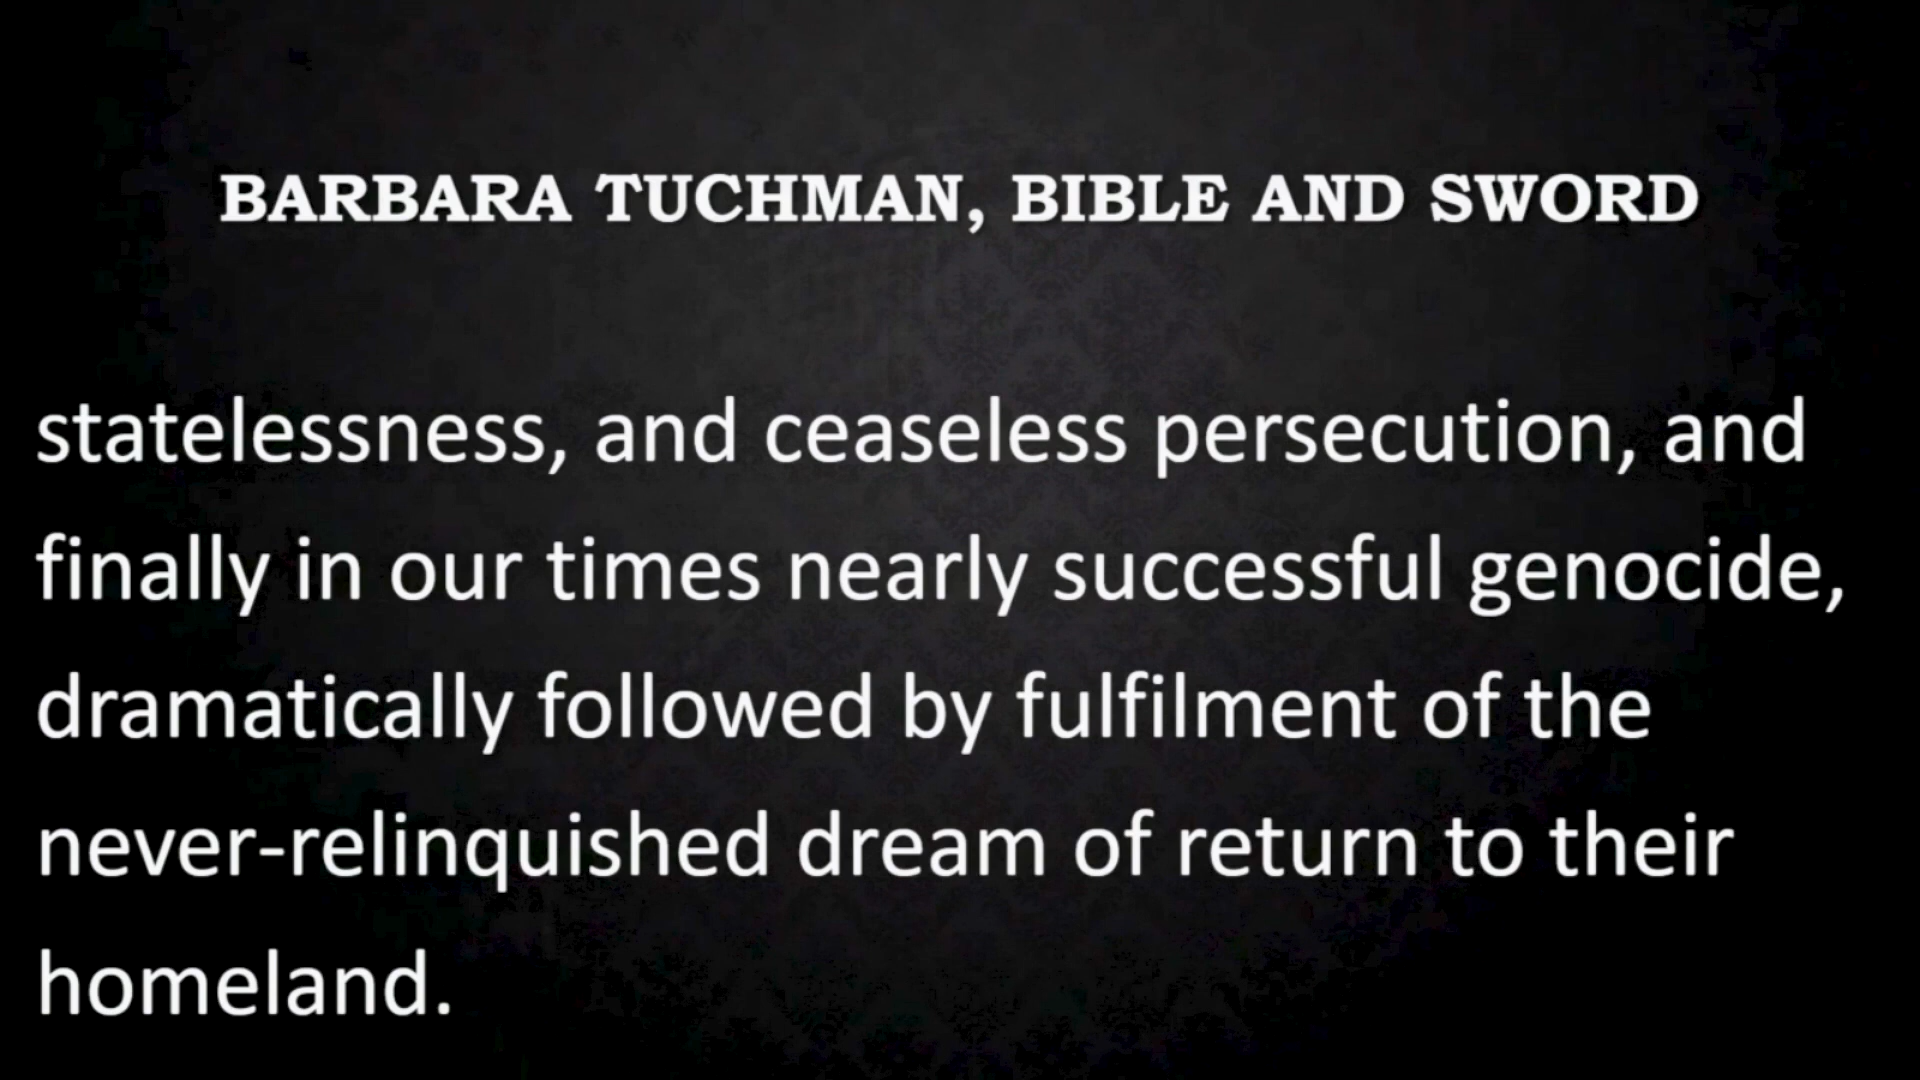 BARBARA TUCHMAN, BIBLE AND SWORD
statelessness, and ceaseless persecution, and
finally in our times nearly successful genocide,
dramatically followed by fulfilment of the
never-relinquished dream of return to their
homeland.